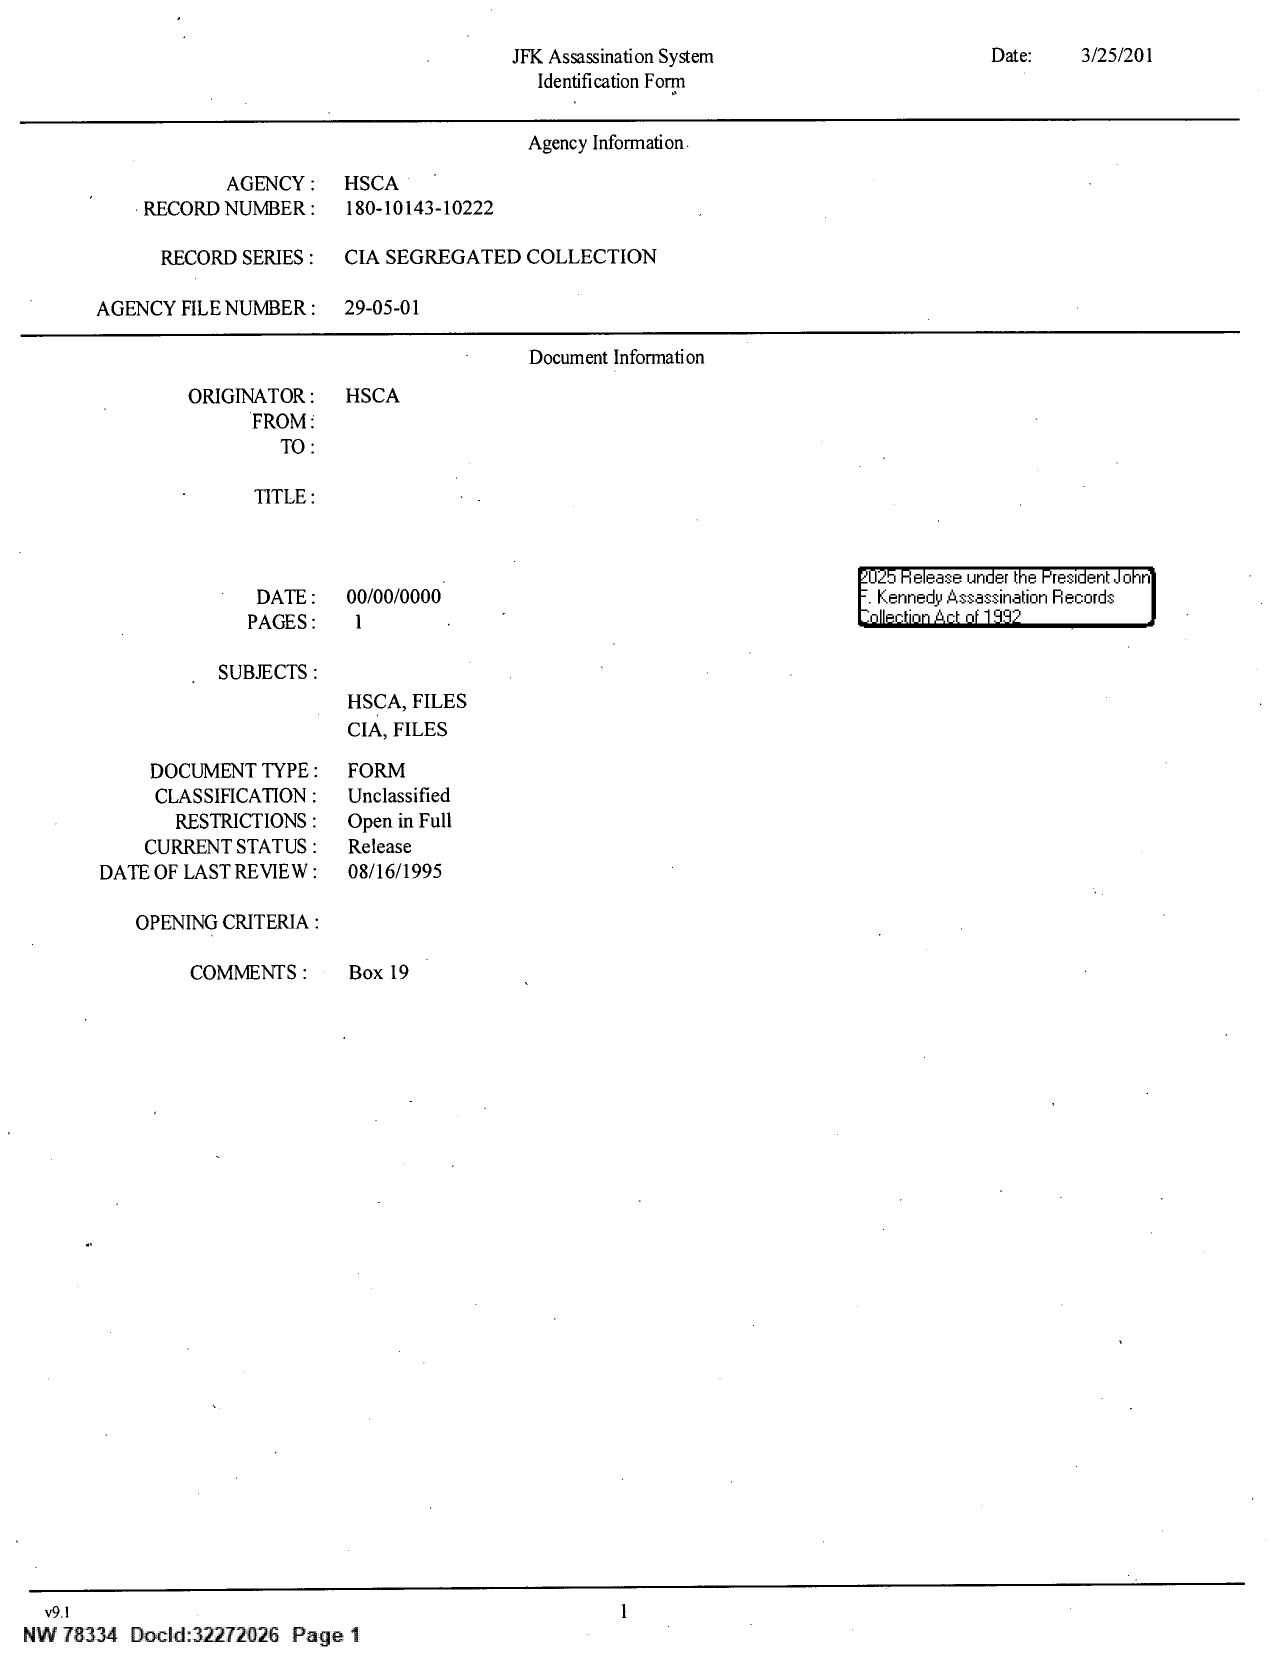 JFK Assassination System
Identification Form
Date: 3/25/201
Agency Information
AGENCY : HSCA
RECORD NUMBER : 180-10143-10222
RECORD SERIES : CIA SEGREGATED COLLECTION
AGENCY FILE NUMBER : 29-05-01
Document Information
ORIGINATOR : HSCA
FROM :
TO :
TITLE :
DATE : 00/00/0000
PAGES : 1
2025 Release under the President John
F. Kennedy Assassination Records
Collection Act of 1992
SUBJECTS :
HSCA, FILES
CIA, FILES
DOCUMENT TYPE : FORM
CLASSIFICATION : Unclassified
RESTRICTIONS : Open in Full
CURRENT STATUS : Release
DATE OF LAST REVIEW : 08/16/1995
OPENING CRITERIA :
COMMENTS : Box 19
v9.1
1
NW 78334 DocId:32272026 Page 1